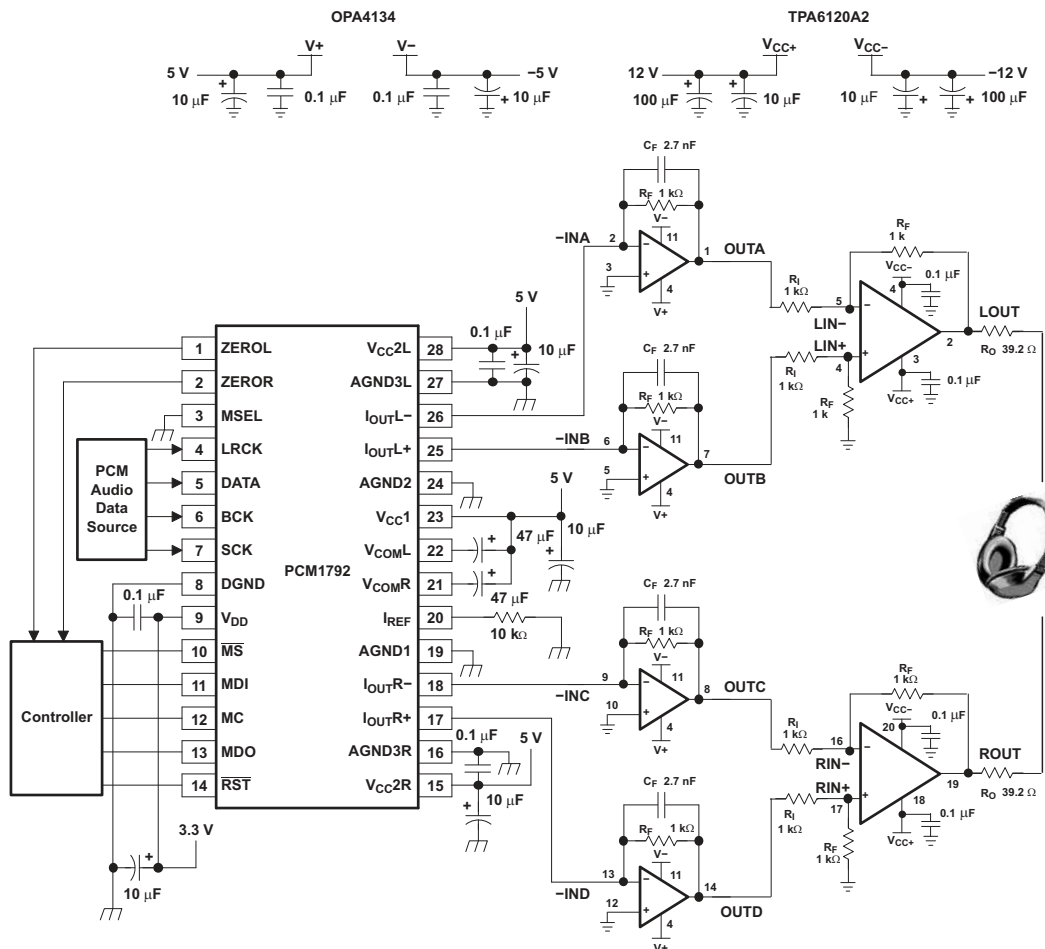 OPA4134
TPA6120A2
V+
V−
5 V
−5 V
10 μF
0.1 μF
0.1 μF
10 μF
VCC+
VCC−
12 V
−12 V
100 μF
10 μF
10 μF
100 μF
CF 2.7 nF
RF 1 kΩ
V−
−INA
2
11
1
OUTA
3
4
V+
RF
1 k
VCC−
0.1 μF
RI
1 kΩ
5
4
LIN−
LOUT
LIN+
2
RO 39.2 Ω
4
3
RI
1 kΩ
0.1 μF
VCC+
RF
1 k
CF 2.7 nF
RF 1 kΩ
V−
−INB
6
11
7
OUTB
5
4
V+
5 V
0.1 μF
10 μF
PCM1792
1 ZEROL
VCC2L 28
2 ZEROR
AGND3L 27
3 MSEL
IOUTL− 26
4 LRCK
IOUTL+ 25
5 DATA
AGND2 24
6 BCK
VCC1 23
7 SCK
VCOML 22
8 DGND
VCOMR 21
9 VDD
IREF 20
10 MS
AGND1 19
11 MDI
IOUTR− 18
12 MC
IOUTR+ 17
13 MDO
AGND3R 16
14 RST
VCC2R 15
PCM
Audio
Data
Source
Controller
0.1 μF
3.3 V
10 μF
5 V
47 μF
10 μF
47 μF
10 kΩ
0.1 μF
5 V
10 μF
CF 2.7 nF
RF 1 kΩ
V−
−INC
9
11
8
OUTC
10
4
V+
RF
1 kΩ
VCC−
0.1 μF
RI
1 kΩ
16
20
RIN−
ROUT
RIN+
19
RO 39.2 Ω
17
18
RI
1 kΩ
0.1 μF
VCC+
RF
1 kΩ
CF 2.7 nF
RF 1 kΩ
V−
−IND
13
11
14
OUTD
12
4
V+